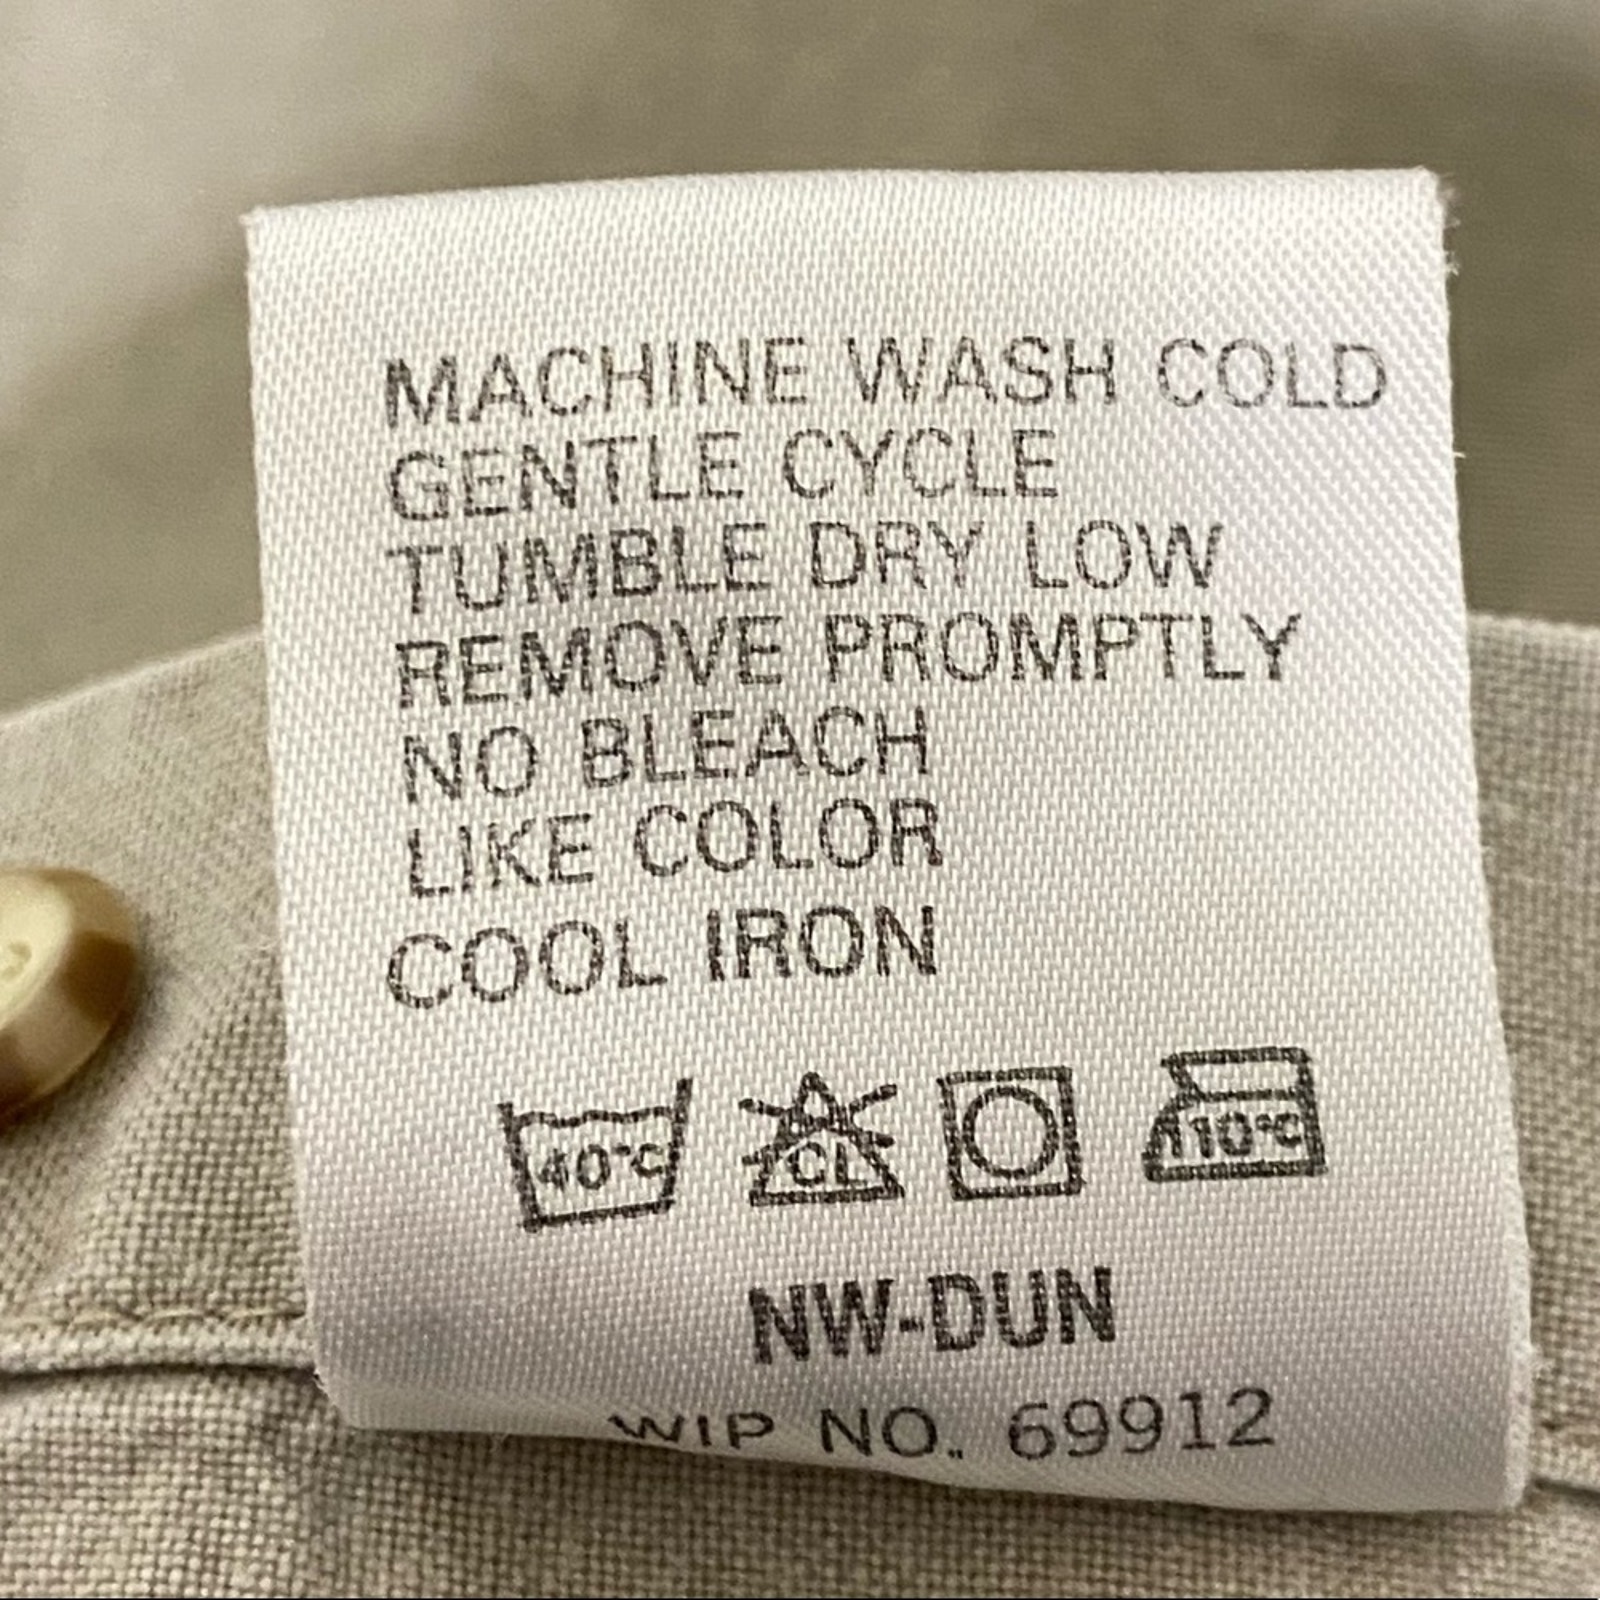 MACHINE WASH COLD
GENTLE CYCLE
TUMBLE DRY LOW
REMOVE PROMPTLY
NO BLEACH
LIKE COLOR
COOL IRON
40°C CL 110°C
NW-DUN
WIP NO. 69912